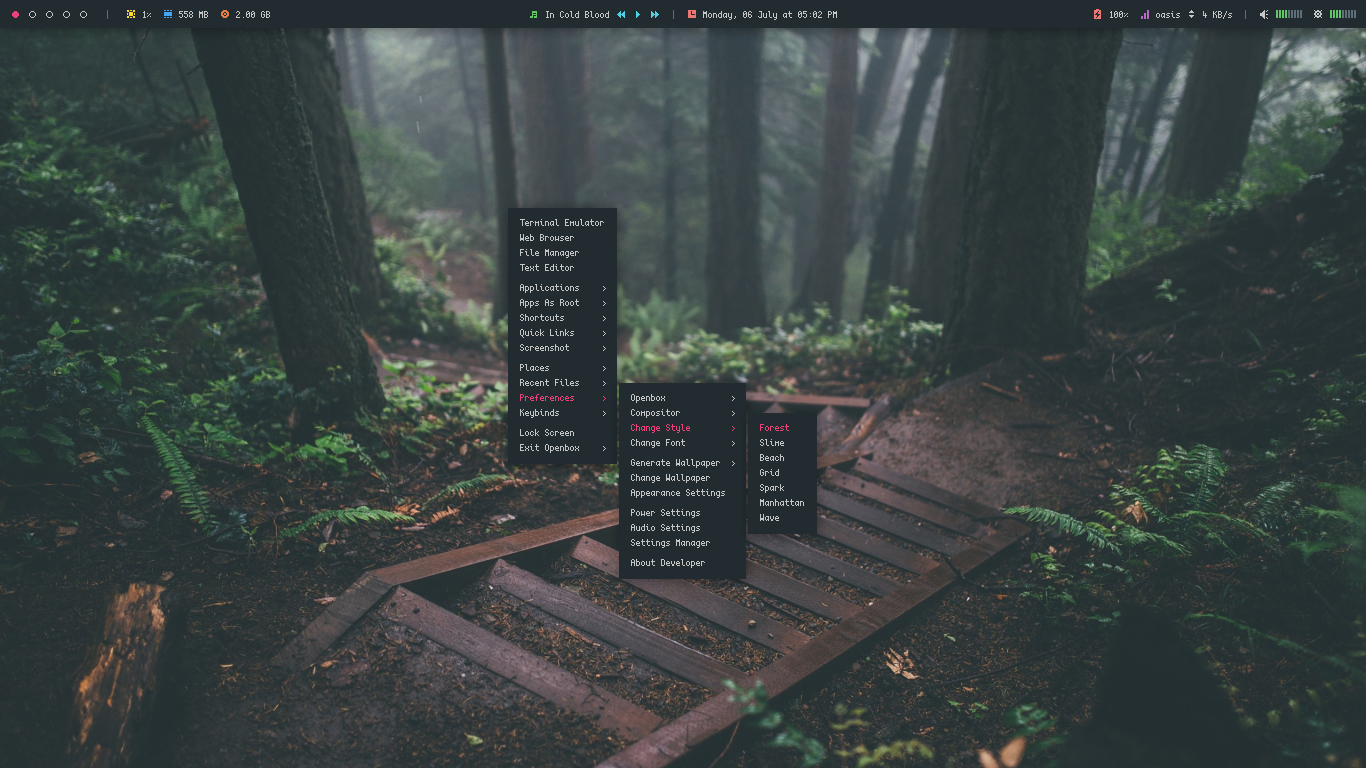 1% 558 MB 2.00 GB In Cold Blood Monday, 06 July at 05:02 PM 100% oasis 4 KB/s
Terminal Emulator
Web Browser
File Manager
Text Editor
Applications
Apps As Root
Shortcuts
Quick Links
Screenshot
Places
Recent Files
Preferences
Keybinds
Lock Screen
Exit Openbox
Openbox
Compositor
Change Style
Change Font
Generate Wallpaper
Change Wallpaper
Appearance Settings
Power Settings
Audio Settings
Settings Manager
About Developer
Forest
Slime
Beach
Grid
Spark
Manhattan
Wave